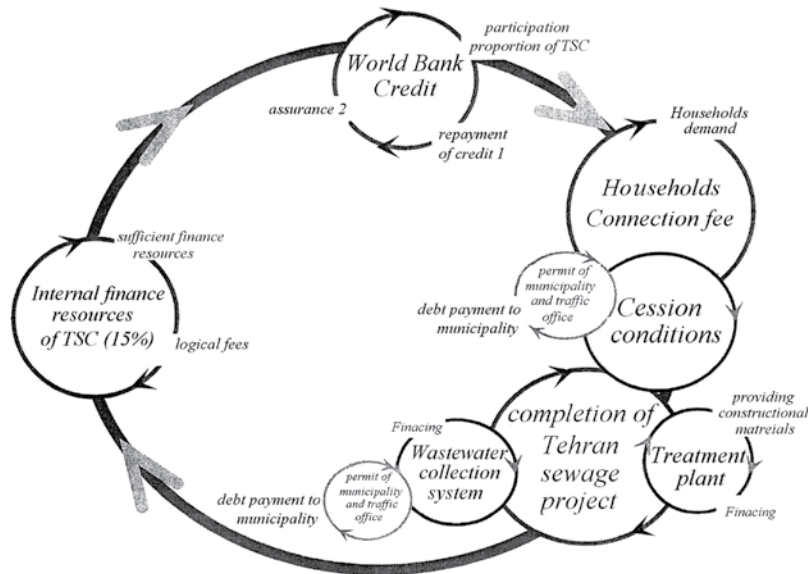 participation
proportion of TSC
World Bank
Credit
assurance 2
repayment
of credit 1
Households
demand
Households
Connection fee
sufficient finance
resources
permit of
municipality
and traffic
office
Internal finance
resources
of TSC (15%)
debt payment to
municipality
Cession
conditions
logical fees
providing
constructional
matreials
completion of
Tehran
sewage
project
Finacing
Wastewater
collection
system
Treatment
plant
permit of
municipality
and traffic
office
debt payment to
municipality
Finacing